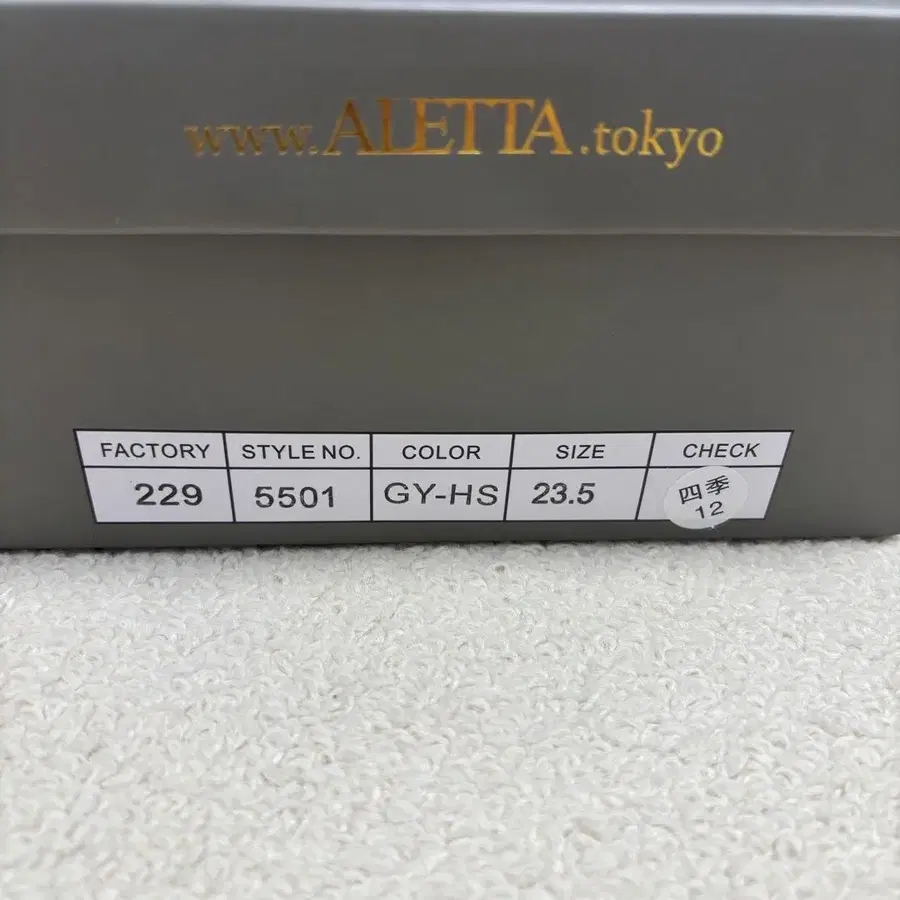 www.ALETTA.tokyo
FACTORY STYLE NO. COLOR SIZE CHECK
229 5501 GY-HS 23.5 四季
12